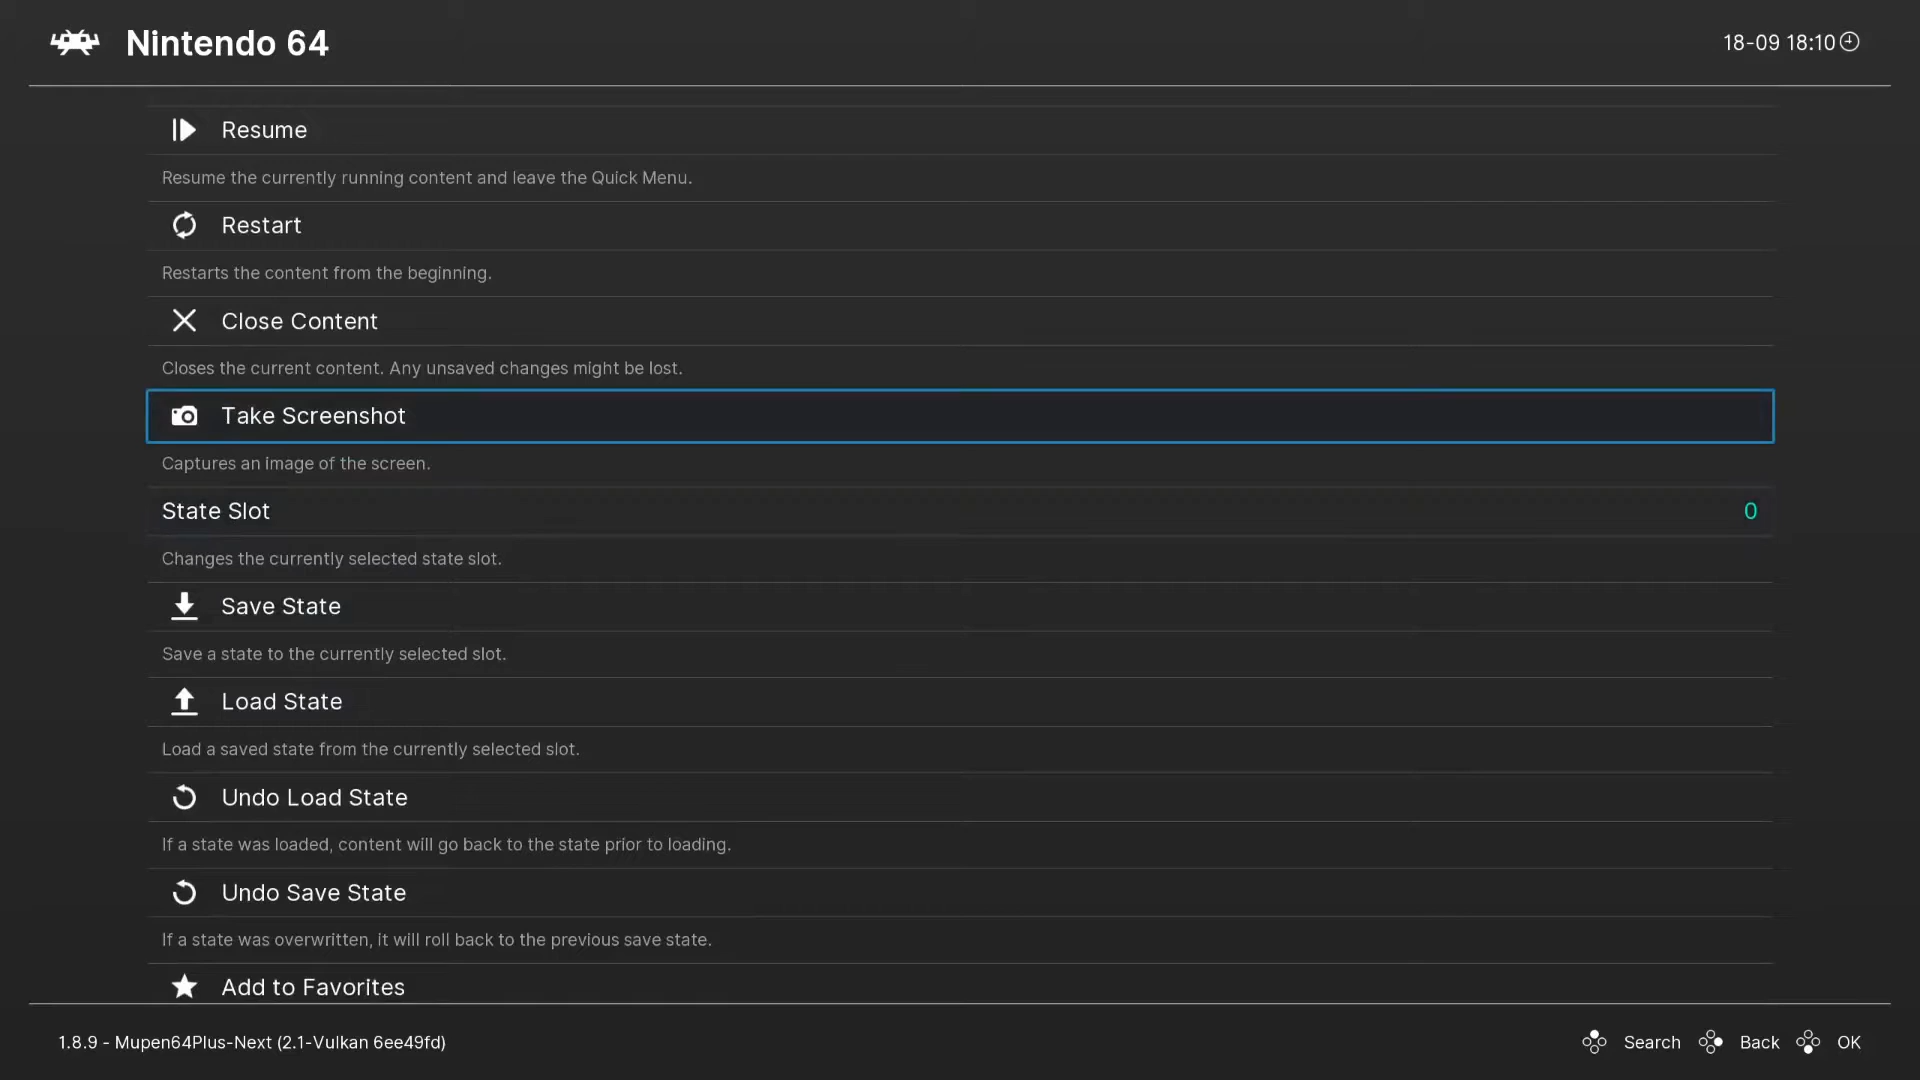 Nintendo 64
18-09 18:10
Resume
Resume the currently running content and leave the Quick Menu.
Restart
Restarts the content from the beginning.
Close Content
Closes the current content. Any unsaved changes might be lost.
Take Screenshot
Captures an image of the screen.
State Slot 0
Changes the currently selected state slot.
Save State
Save a state to the currently selected slot.
Load State
Load a saved state from the currently selected slot.
Undo Load State
If a state was loaded, content will go back to the state prior to loading.
Undo Save State
If a state was overwritten, it will roll back to the previous save state.
Add to Favorites
1.8.9 - Mupen64Plus-Next (2.1-Vulkan 6ee49fd)
Search Back OK